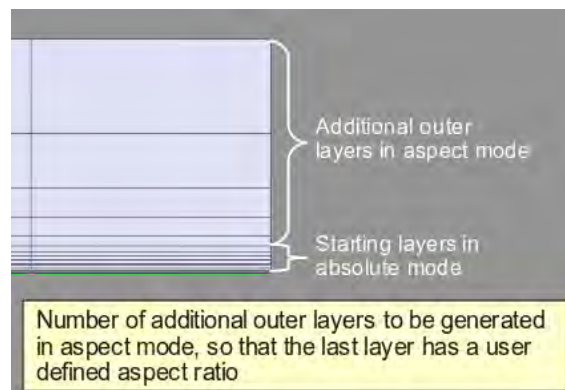 Additional outer
layers in aspect mode
Starting layers in
absolute mode
Number of additional outer layers to be generated
in aspect mode, so that the last layer has a user
defined aspect ratio